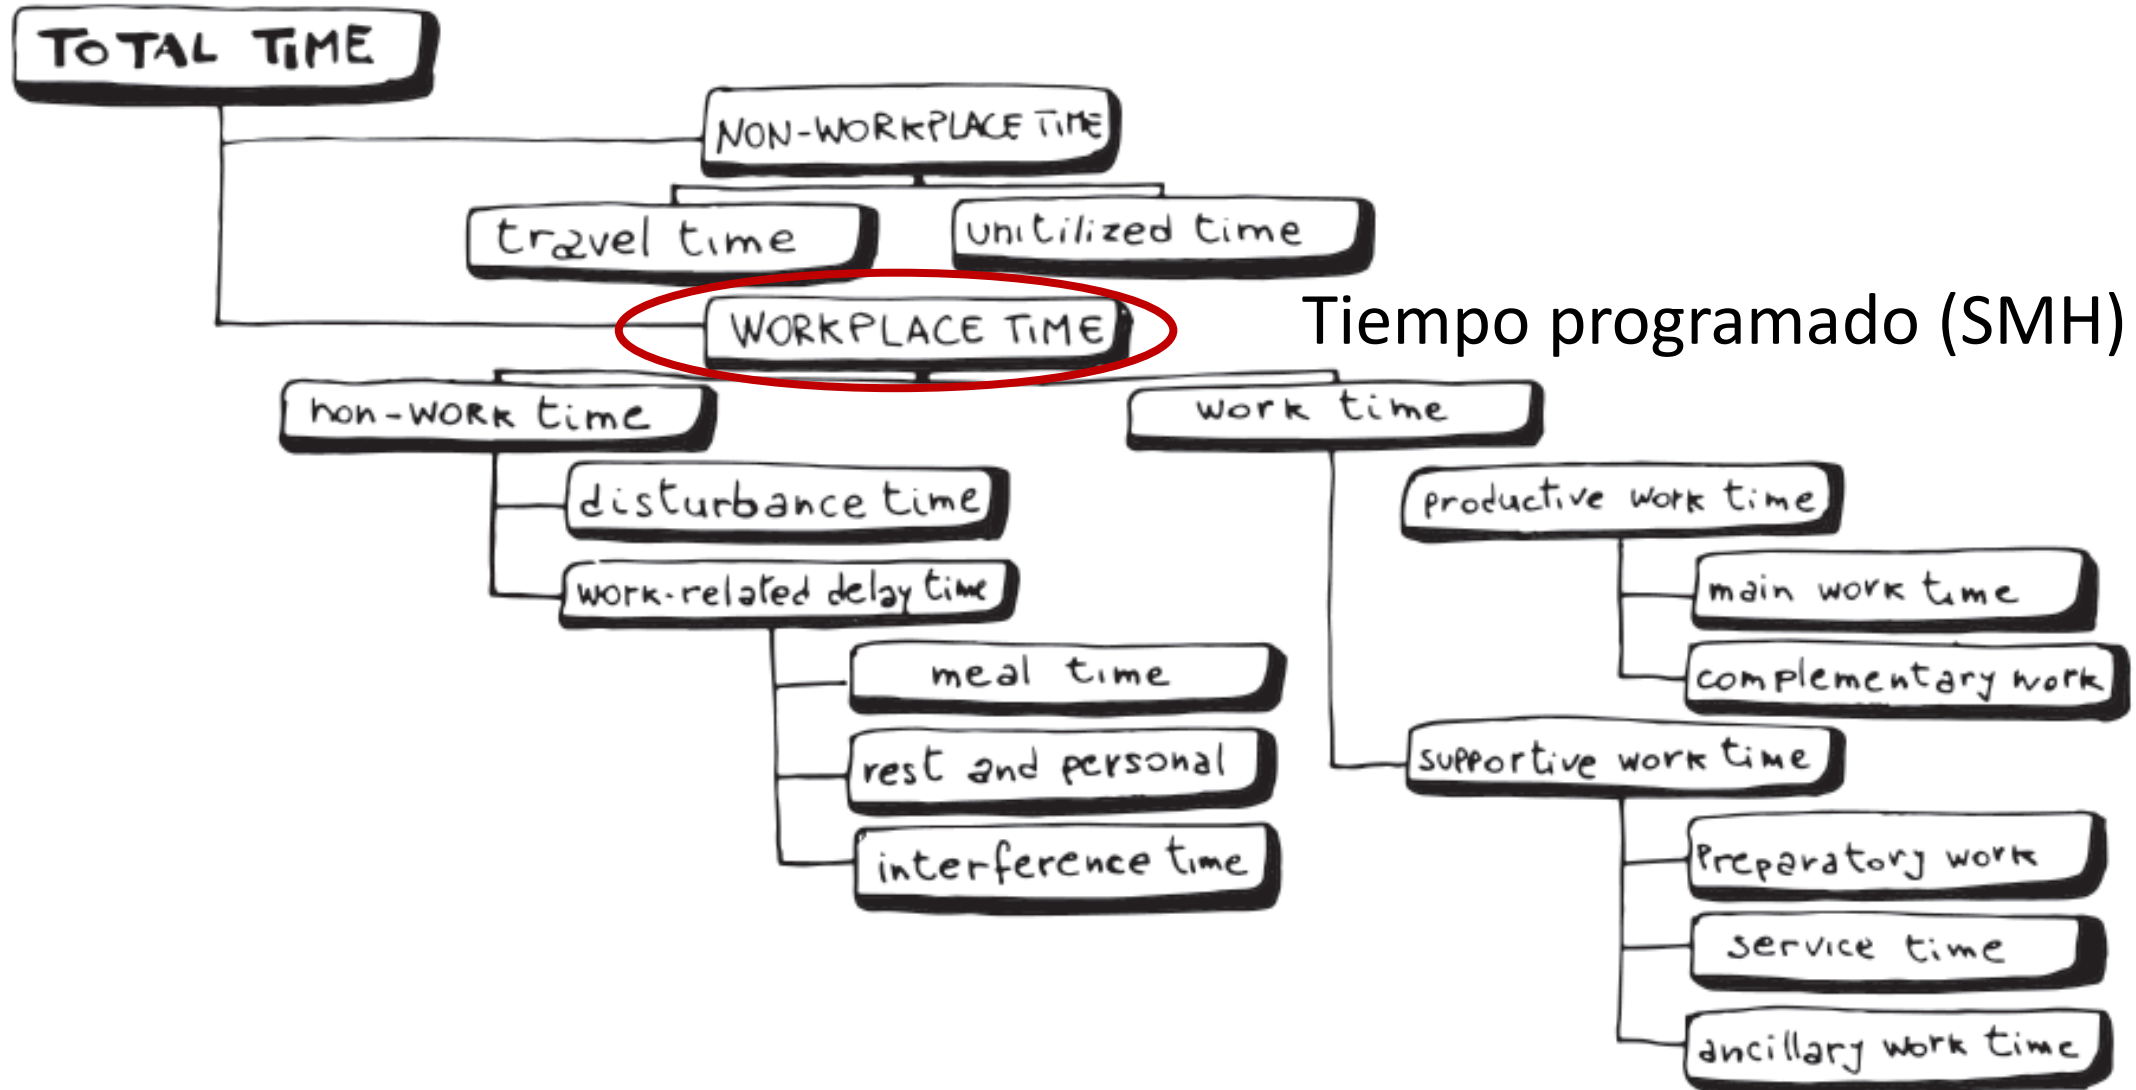 TOTAL TIME
NON-WORKPLACE TIME
travel time
unitilized time
WORKPLACE TIME
Tiempo programado (SMH)
non-WORK time
work time
disturbance time
productive work time
work-related delay time
main work time
meal time
complementary work
rest and personal
supportive work time
interference time
Preparatory work
service time
ancillary work time